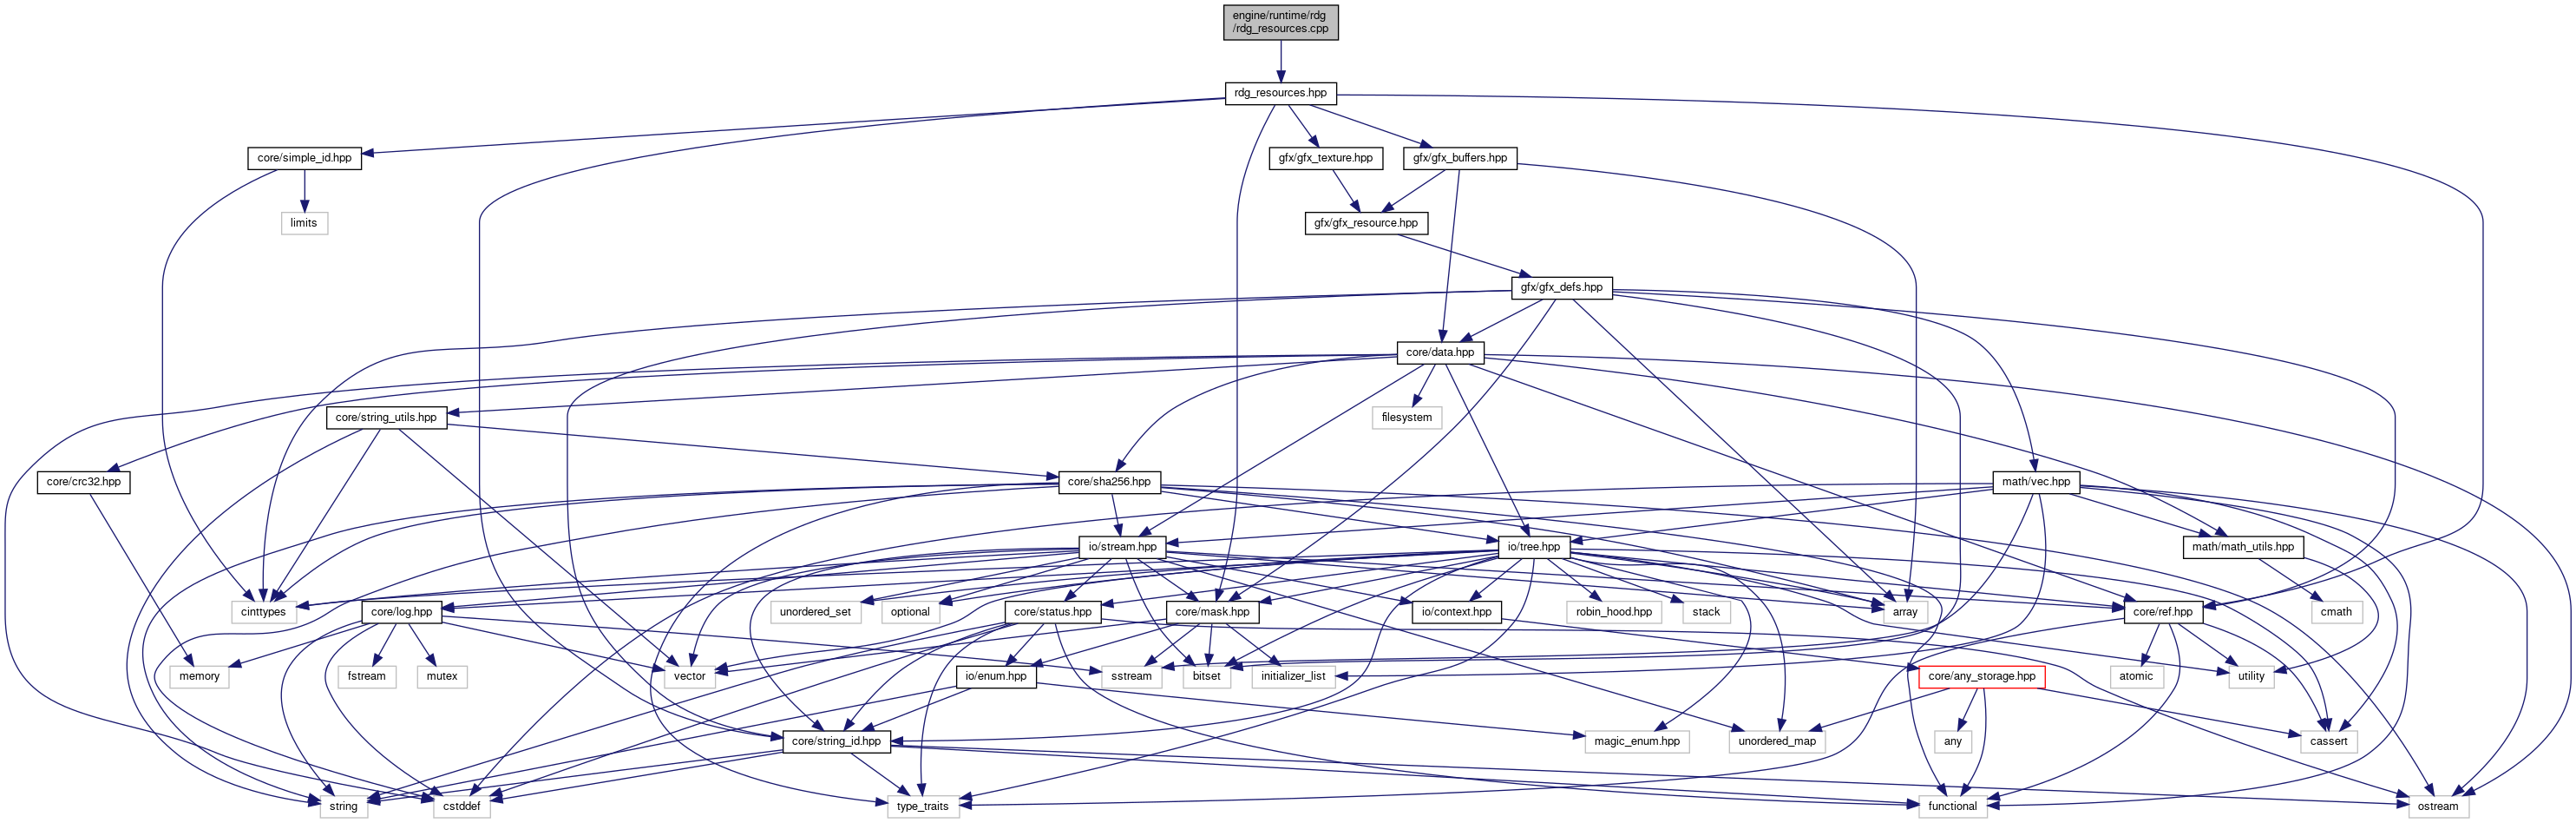 engine/runtime/rdg
/rdg_resources.cpp
rdg_resources.hpp
core/simple_id.hpp
gfx/gfx_texture.hpp
gfx/gfx_buffers.hpp
limits
gfx/gfx_resource.hpp
gfx/gfx_defs.hpp
core/data.hpp
core/string_utils.hpp
filesystem
core/crc32.hpp
core/sha256.hpp
math/vec.hpp
io/stream.hpp
io/tree.hpp
math/math_utils.hpp
cinttypes
core/log.hpp
unordered_set
optional
core/status.hpp
core/mask.hpp
io/context.hpp
robin_hood.hpp
stack
array
core/ref.hpp
cmath
memory
fstream
mutex
vector
io/enum.hpp
sstream
bitset
initializer_list
core/any_storage.hpp
atomic
utility
core/string_id.hpp
magic_enum.hpp
unordered_map
any
cassert
string
cstddef
type_traits
functional
ostream